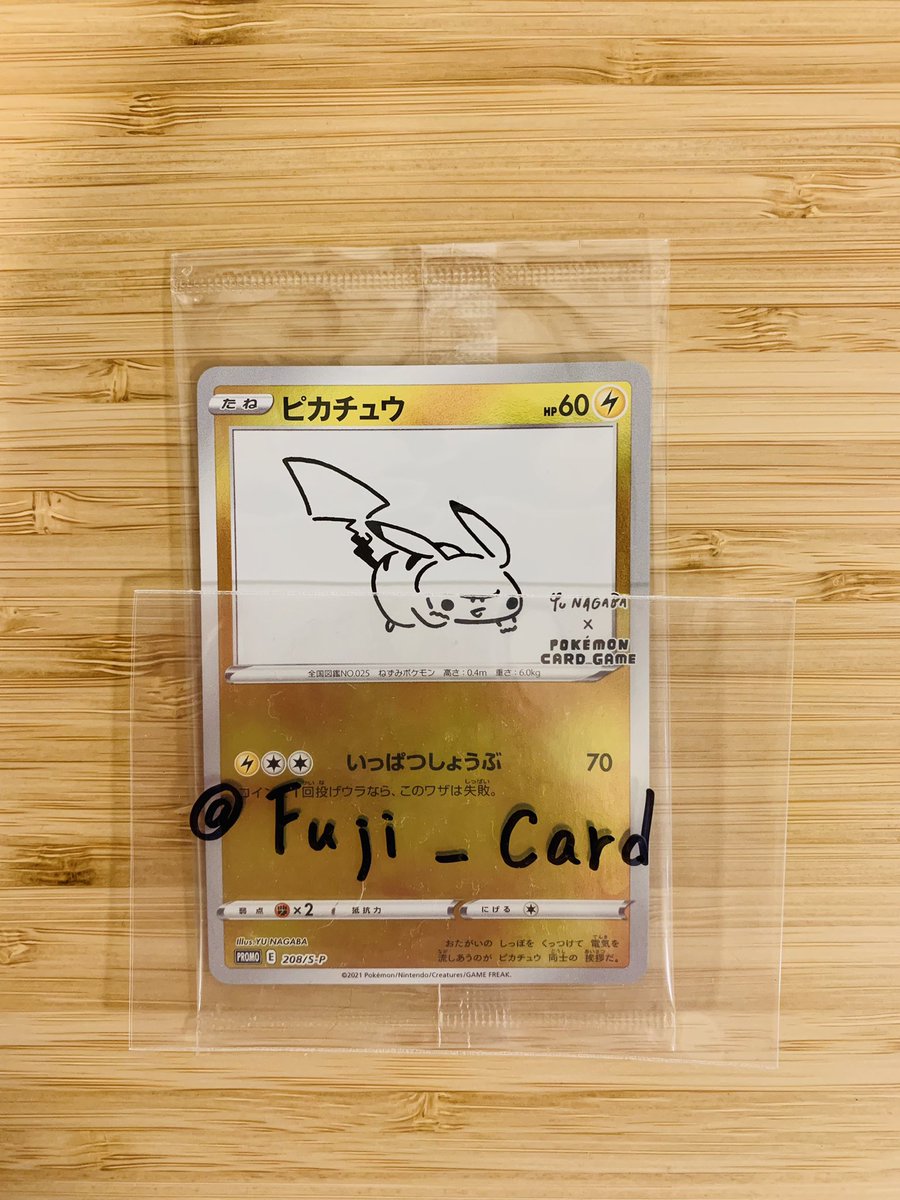 たね ピカチュウ HP60
Yu NAGABA
X
POKÉMON
CARD GAME
全国図鑑NO.025 ねずみポケモン 高さ:0.4m 重さ:6.0kg
いっぱつしょうぶ 70
コインを1回投げウラなら、このワザは失敗。
@Fuji_Card
弱点 ×2 抵抗力 にげる
Illus. YU NAGABA
おたがいの しっぽを くっつけて 電気を
PROMO E 208/S-P
流しあうのが ピカチュウ 同士の 挨拶だ。
©2021 Pokémon/Nintendo/Creatures/GAME FREAK.